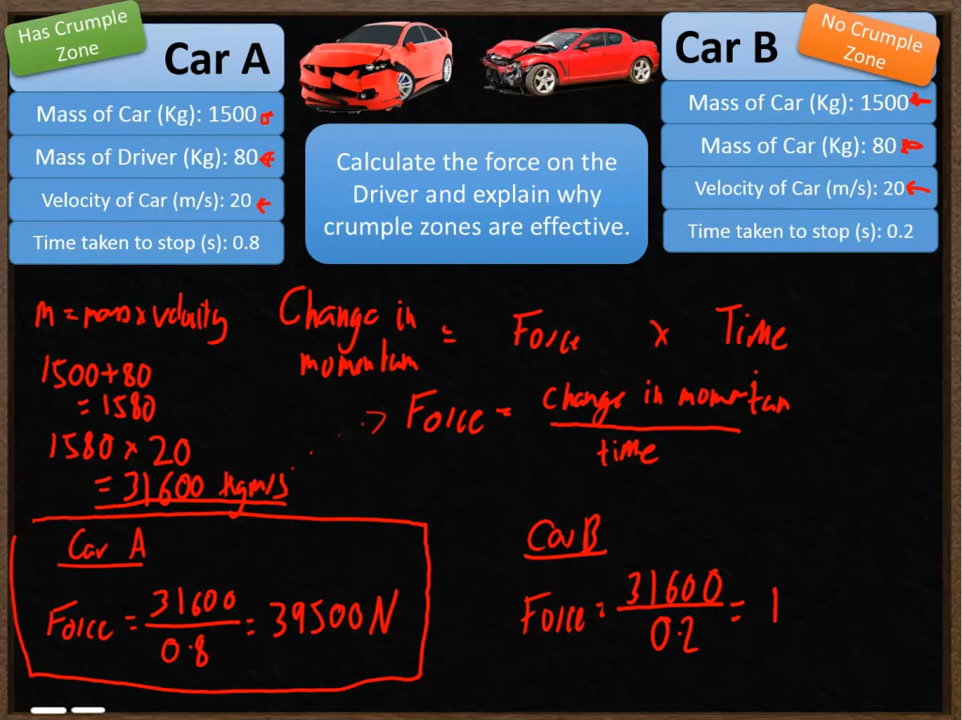 Has Crumple
Zone
Car A
Mass of Car (Kg): 1500
Mass of Driver (Kg): 80
Velocity of Car (m/s): 20
Time taken to stop (s): 0.8
Calculate the force on the
Driver and explain why
crumple zones are effective.
Car B
No Crumple
Zone
Mass of Car (Kg): 1500
Mass of Car (Kg): 80
Velocity of Car (m/s): 20
Time taken to stop (s): 0.2
M = mass x velocity
1500+80
= 1580
1580 x 20
= 31600 kgm/s
Change in
momentum
= Force x Time
Force = change in momentum
time
Car A
Force = 31600
0.8
= 39500N
Car B
Force = 31600
0.2
= 1